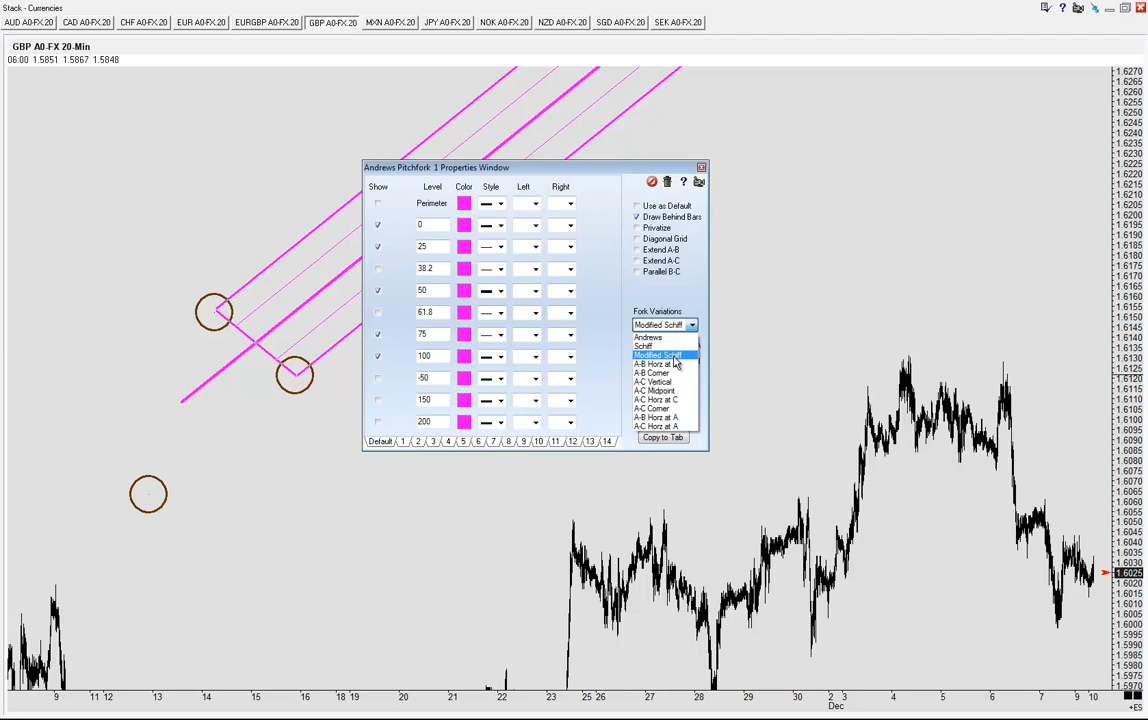 Stack - Currencies
AUD A0-FX.20 CAD A0-FX.20 CHF A0-FX.20 EUR A0-FX.20 EURGBP A0-FX.20 GBP A0-FX.20 MXN A0-FX.20 JPY A0-FX.20 NOK A0-FX.20 NZD A0-FX.20 SGD A0-FX.20 SEK A0-FX.20
GBP A0-FX 20-Min
06:00 1.5851 1.5867 1.5848
Andrews Pitchfork 1 Properties Window
Show Level Color Style Left Right
Perimeter
0
25
38.2
50
61.8
75
100
-50
150
200
Default 1 2 3 4 5 6 7 8 9 10 11 12 13 14
Use as Default
Draw Behind Bars
Privatize
Diagonal Grid
Extend A-B
Extend A-C
Parallel B-C
Fork Variations
Modified Schiff
Andrews
Schiff
Modified Schiff
A-B Horz at
A-B Corner
A-C Vertical
A-C Midpoint
A-C Horz at C
A-C Corner
A-B Horz at A
A-C Horz at A
Copy to Tab
1.6270
1.6265
1.6260
1.6255
1.6250
1.6245
1.6240
1.6235
1.6230
1.6225
1.6220
1.6215
1.6210
1.6205
1.6200
1.6195
1.6190
1.6185
1.6180
1.6175
1.6170
1.6165
1.6160
1.6155
1.6150
1.6145
1.6140
1.6135
1.6130
1.6125
1.6120
1.6115
1.6110
1.6105
1.6100
1.6095
1.6090
1.6085
1.6080
1.6075
1.6070
1.6065
1.6060
1.6055
1.6050
1.6045
1.6040
1.6035
1.6030
1.6025
1.6020
1.6015
1.6010
1.6005
1.6000
1.5995
1.5990
1.5985
1.5980
1.5975
1.5970
9 11 12 13 14 15 16 18 19 20 21 22 23 25 26 27 28 29 30 2 3 4 5 6 7 9 10
Dec
+ES